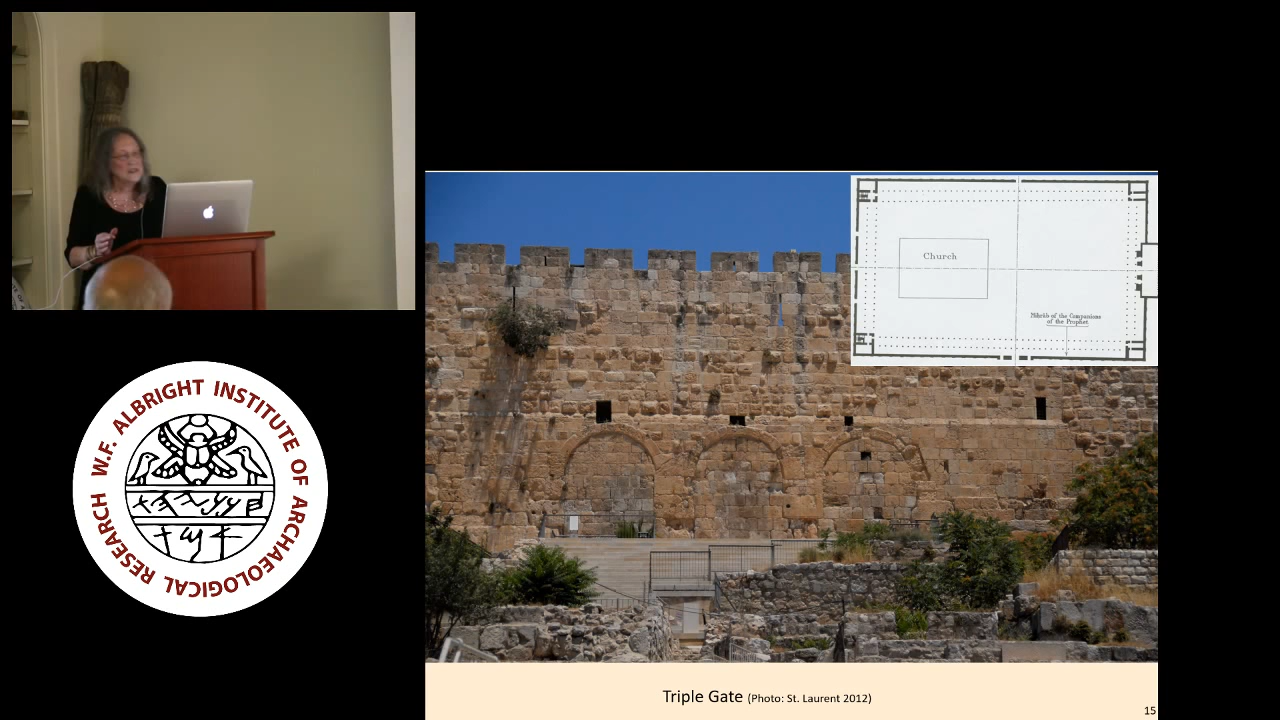 W.F. ALBRIGHT INSTITUTE OF ARCHAEOLOGICAL RESEARCH
Church
Mihrâb of the Companions
of the Prophet
Triple Gate (Photo: St. Laurent 2012)
15